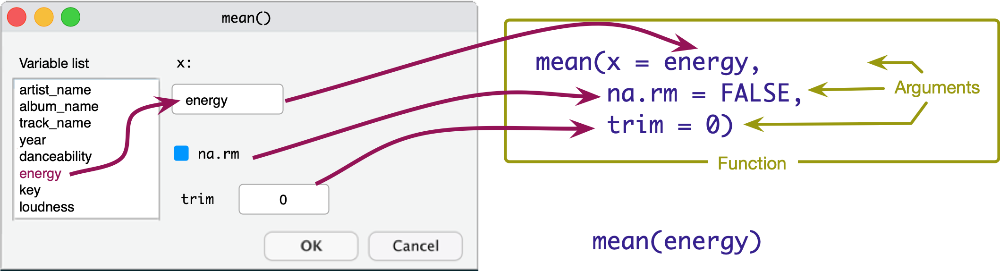 mean()
Variable list
x:
artist_name
album_name
track_name
year
danceability
energy
key
loudness
energy
na.rm
trim
0
OK
Cancel
mean(x = energy,
na.rm = FALSE,
trim = 0)
Arguments
Function
mean(energy)